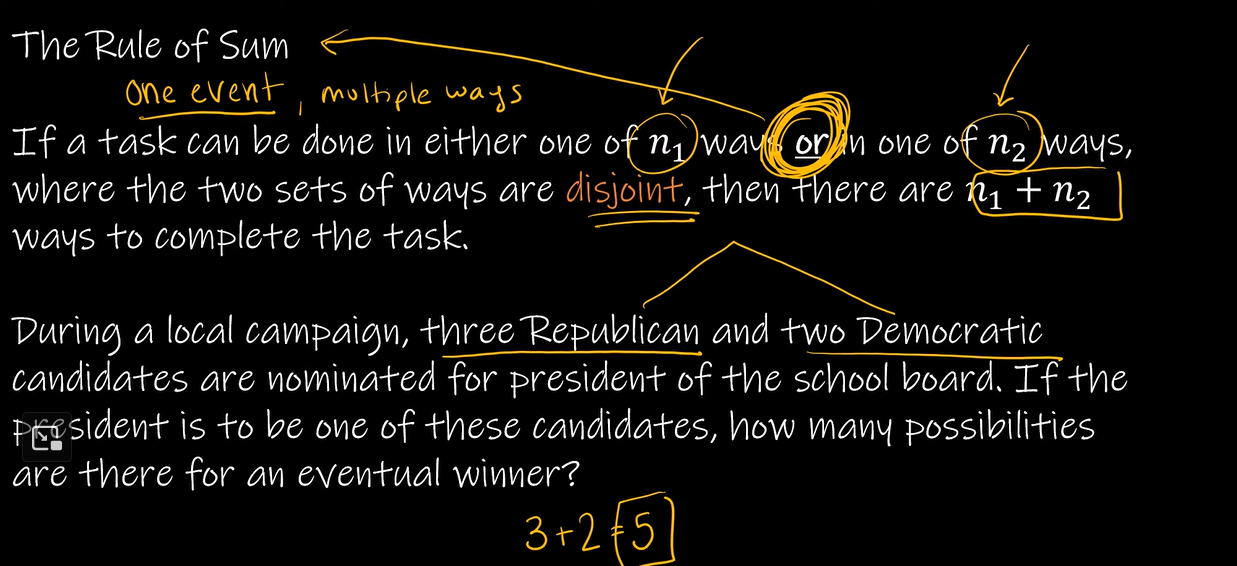 The Rule of Sum
One event, multiple ways
If a task can be done in either one of n₁ ways or in one of n₂ ways,
where the two sets of ways are disjoint, then there are n₁ + n₂
ways to complete the task.
During a local campaign, three Republican and two Democratic
candidates are nominated for president of the school board. If the
president is to be one of these candidates, how many possibilities
are there for an eventual winner?
3+2=5